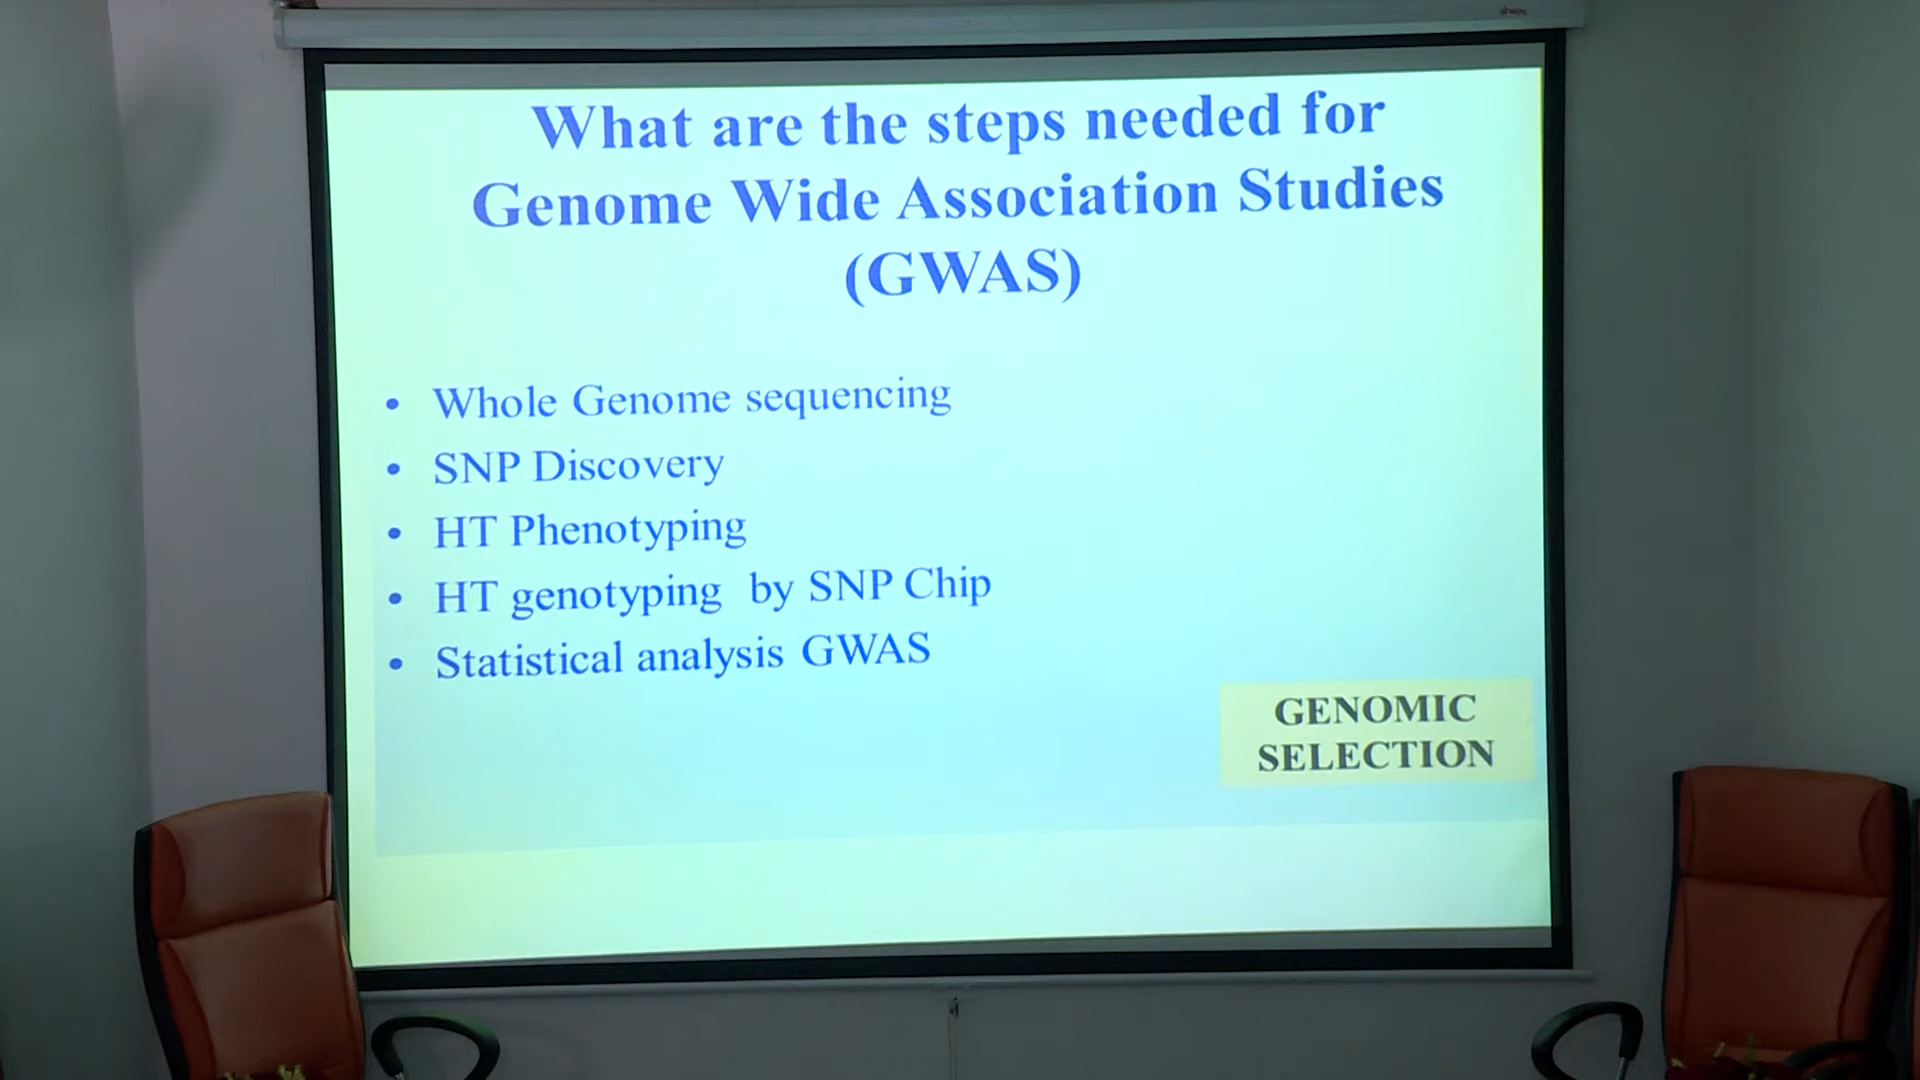 What are the steps needed for
Genome Wide Association Studies
(GWAS)
• Whole Genome sequencing
• SNP Discovery
• HT Phenotyping
• HT genotyping by SNP Chip
• Statistical analysis GWAS
GENOMIC
SELECTION